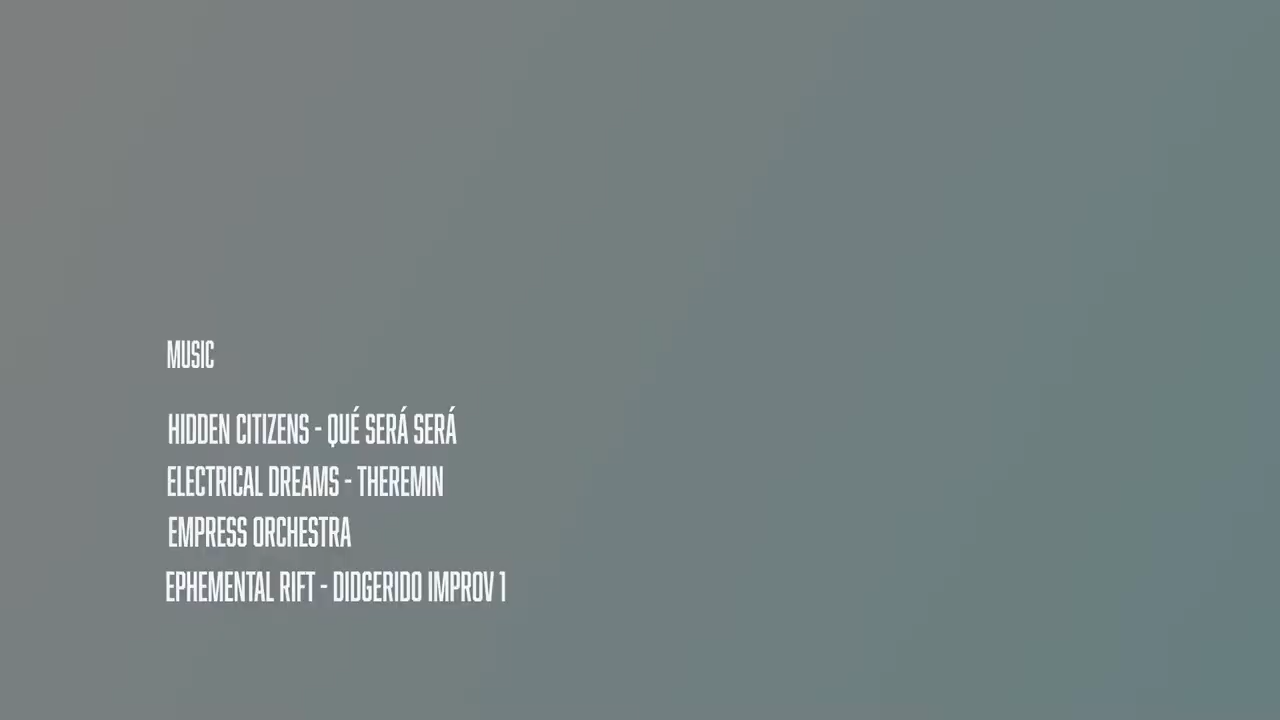 MUSIC
HIDDEN CITIZENS - QUÉ SERÁ SERÁ
ELECTRICAL DREAMS - THEREMIN
EMPRESS ORCHESTRA
EPHEMENTAL RIFT - DIDGERIDO IMPROV 1